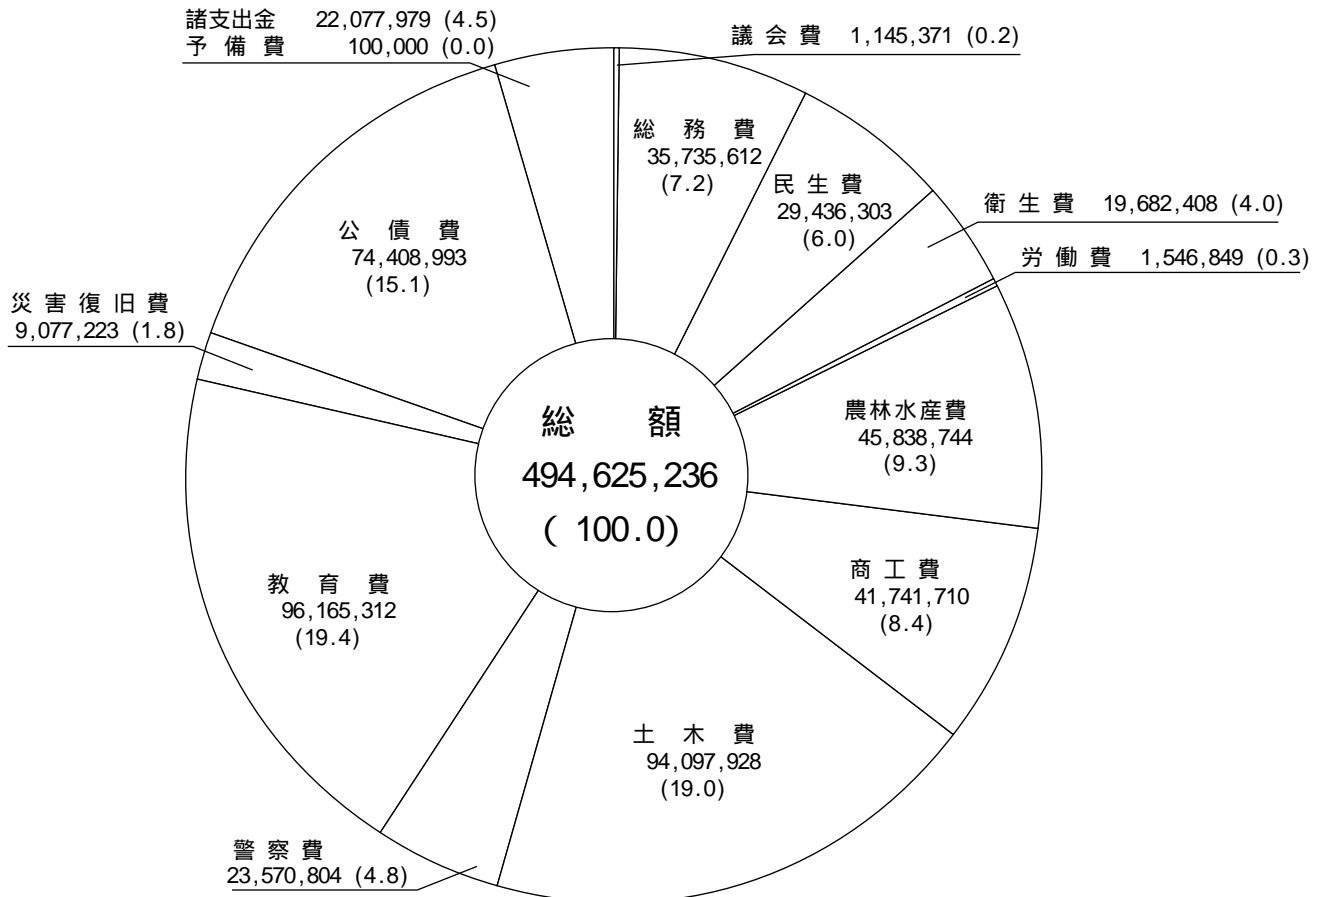 諸支出金 22,077,979 (4.5)
予備費 100,000 (0.0)
議会費 1,145,371 (0.2)
総務費
35,735,612
(7.2)
民生費
29,436,303
(6.0)
衛生費 19,682,408 (4.0)
労働費 1,546,849 (0.3)
農林水産費
45,838,744
(9.3)
商工費
41,741,710
(8.4)
土木費
94,097,928
(19.0)
警察費
23,570,804 (4.8)
教育費
96,165,312
(19.4)
災害復旧費
9,077,223 (1.8)
公債費
74,408,993
(15.1)
総額
494,625,236
( 100.0)